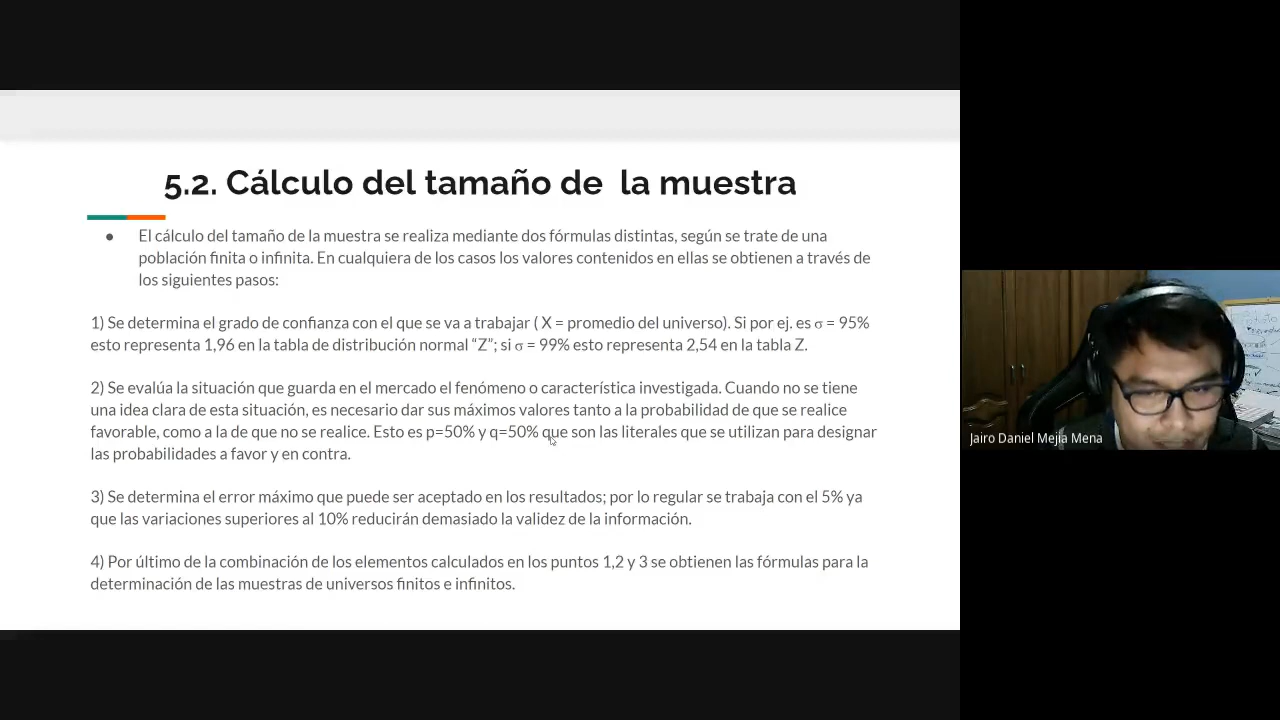 5.2. Cálculo del tamaño de la muestra
● El cálculo del tamaño de la muestra se realiza mediante dos fórmulas distintas, según se trate de una
población finita o infinita. En cualquiera de los casos los valores contenidos en ellas se obtienen a través de
los siguientes pasos:
1) Se determina el grado de confianza con el que se va a trabajar ( X = promedio del universo). Si por ej. es σ = 95%
esto representa 1,96 en la tabla de distribución normal “Z”; si σ = 99% esto representa 2,54 en la tabla Z.
2) Se evalúa la situación que guarda en el mercado el fenómeno o característica investigada. Cuando no se tiene
una idea clara de esta situación, es necesario dar sus máximos valores tanto a la probabilidad de que se realice
favorable, como a la de que no se realice. Esto es p=50% y q=50% que son las literales que se utilizan para designar
las probabilidades a favor y en contra.
3) Se determina el error máximo que puede ser aceptado en los resultados; por lo regular se trabaja con el 5% ya
que las variaciones superiores al 10% reducirán demasiado la validez de la información.
4) Por último de la combinación de los elementos calculados en los puntos 1,2 y 3 se obtienen las fórmulas para la
determinación de las muestras de universos finitos e infinitos.
Jairo Daniel Mejia Mena